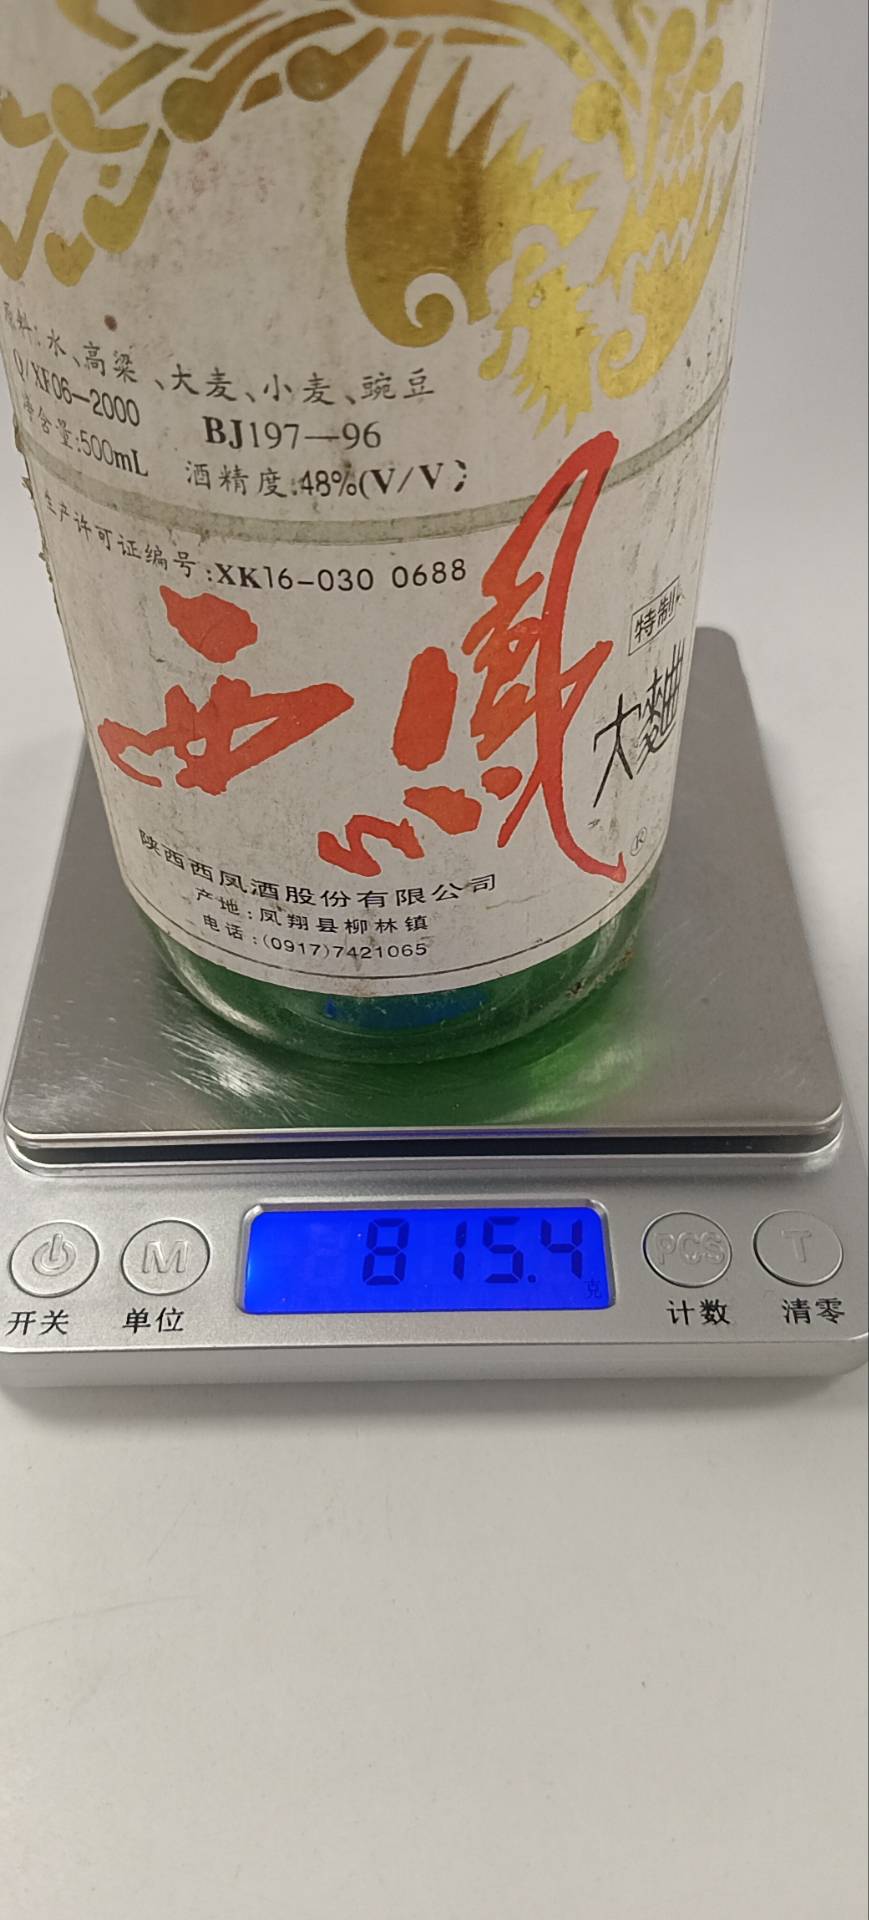 原料:水、高粱、大麦、小麦、豌豆
Q/XF06—2000 BJ197—96
净含量:500mL 酒精度:48%(V/V)
生产许可证编号:XK16-030 0688
特制
西鳳
大麯
®
陕西西凤酒股份有限公司
产地:凤翔县柳林镇
电话:(0917)7421065
815.4
克
M
PCS
T
开关
单位
计数
清零